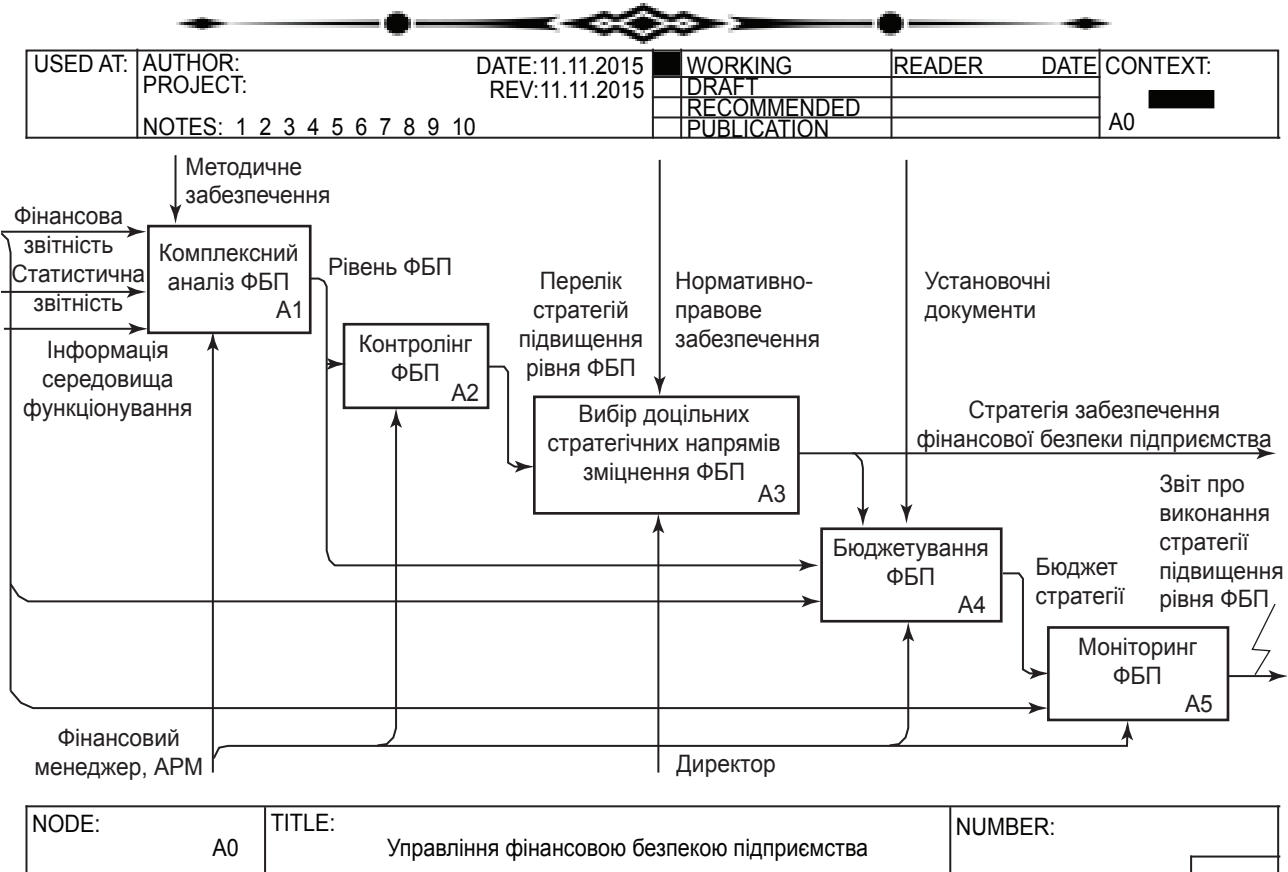 USED AT:
AUTHOR:
DATE:11.11.2015
WORKING
READER
DATE
CONTEXT:
PROJECT:
REV:11.11.2015
DRAFT
RECOMMENDED
NOTES: 1 2 3 4 5 6 7 8 9 10
PUBLICATION
A0
Методичне
забезпечення
Фінансова
звітність
Статистична
звітність
Інформація
середовища
функціонування
Комплексний
аналіз ФБП
A1
Рівень ФБП
Контролінг
ФБП
A2
Перелік
стратегій
підвищення
рівня ФБП
Нормативно-
правове
забезпечення
Установочні
документи
Вибір доцільних
стратегічних напрямів
зміцнення ФБП
A3
Стратегія забезпечення
фінансової безпеки підприємства
Бюджетування
ФБП
A4
Бюджет
стратегії
Звіт про
виконання
стратегії
підвищення
рівня ФБП
Моніторинг
ФБП
A5
Фінансовий
менеджер, АРМ
Директор
NODE:
A0
TITLE:
Управління фінансовою безпекою підприємства
NUMBER: